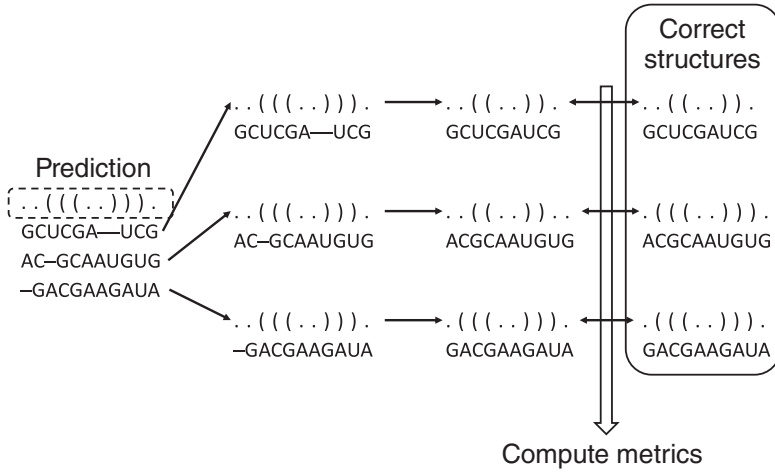 Prediction
. . ( ( ( . . ) ) ) .
GCUCGA—UCG
AC–GCAAUGUG
–GACGAAGAUA
. . ( ( ( . . ) ) ) .
GCUCGA—UCG
. . ( ( ( . . ) ) ) .
AC–GCAAUGUG
. . ( ( ( . . ) ) ) .
–GACGAAGAUA
. . ( ( . . ) ) .
GCUCGAUCG
. . ( ( . . ) ) . .
ACGCAAUGUG
. ( ( ( . . ) ) ) .
GACGAAGAUA
Correct
structures
. . ( ( . . ) ) .
GCUCGAUCG
. ( ( ( . . ) ) ) .
ACGCAAUGUG
. ( ( ( . . ) ) ) .
GACGAAGAUA
Compute metrics